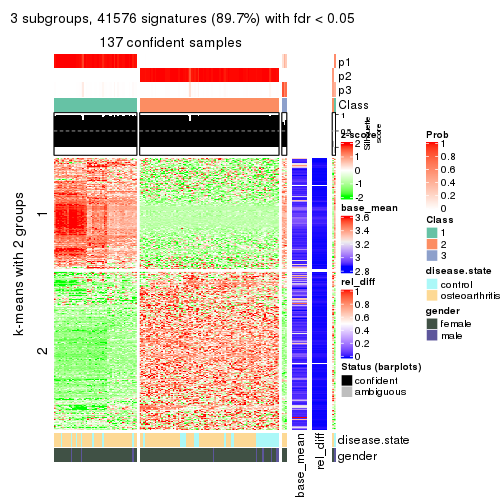 3 subgroups, 41576 signatures (89.7%) with fdr < 0.05
137 confident samples
p1
p2
p3
Class
1
0.5
Silhouette
score
k-means with 2 groups
1
2
base_mean
rel_diff
disease.state
gender
z-score
2
1
0
-1
-2
base_mean
3.6
3.4
3.2
3
2.8
rel_diff
1
0.8
0.6
0.4
0.2
0
Status (barplots)
confident
ambiguous
Prob
1
0.8
0.6
0.4
0.2
0
Class
1
2
3
disease.state
control
osteoarthritis
gender
female
male